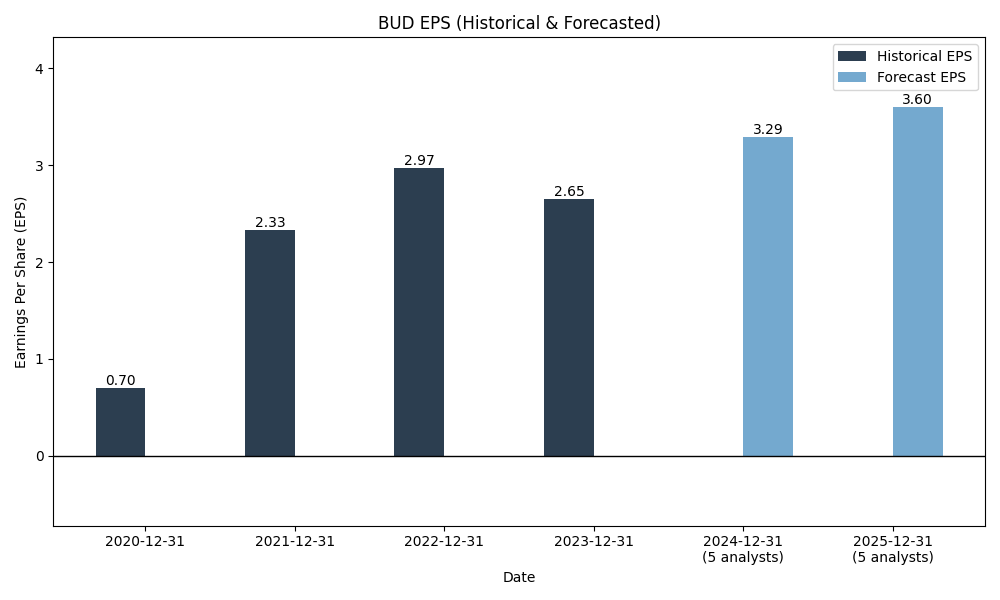 BUD EPS (Historical & Forecasted)
Historical EPS
Forecast EPS
Earnings Per Share (EPS)
4
3
2
1
0
0.70
2.33
2.97
2.65
3.29
3.60
2020-12-31
2021-12-31
2022-12-31
2023-12-31
2024-12-31
(5 analysts)
2025-12-31
(5 analysts)
Date